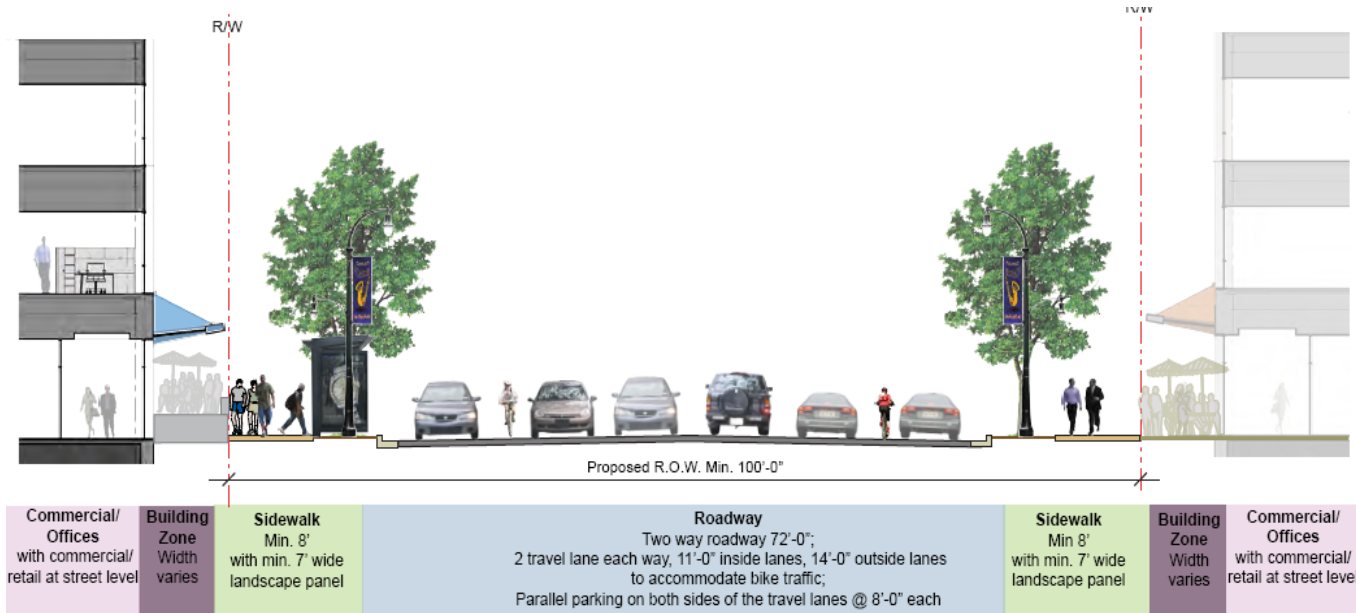 R/W
R/W
Proposed R.O.W. Min. 100'-0"
Commercial/
Offices
with commercial/
retail at street level
Building
Zone
Width
varies
Sidewalk
Min. 8'
with min. 7' wide
landscape panel
Roadway
Two way roadway 72'-0";
2 travel lane each way, 11'-0" inside lanes, 14'-0" outside lanes
to accommodate bike traffic;
Parallel parking on both sides of the travel lanes @ 8'-0" each
Sidewalk
Min 8'
with min. 7' wide
landscape panel
Building
Zone
Width
varies
Commercial/
Offices
with commercial/
retail at street level